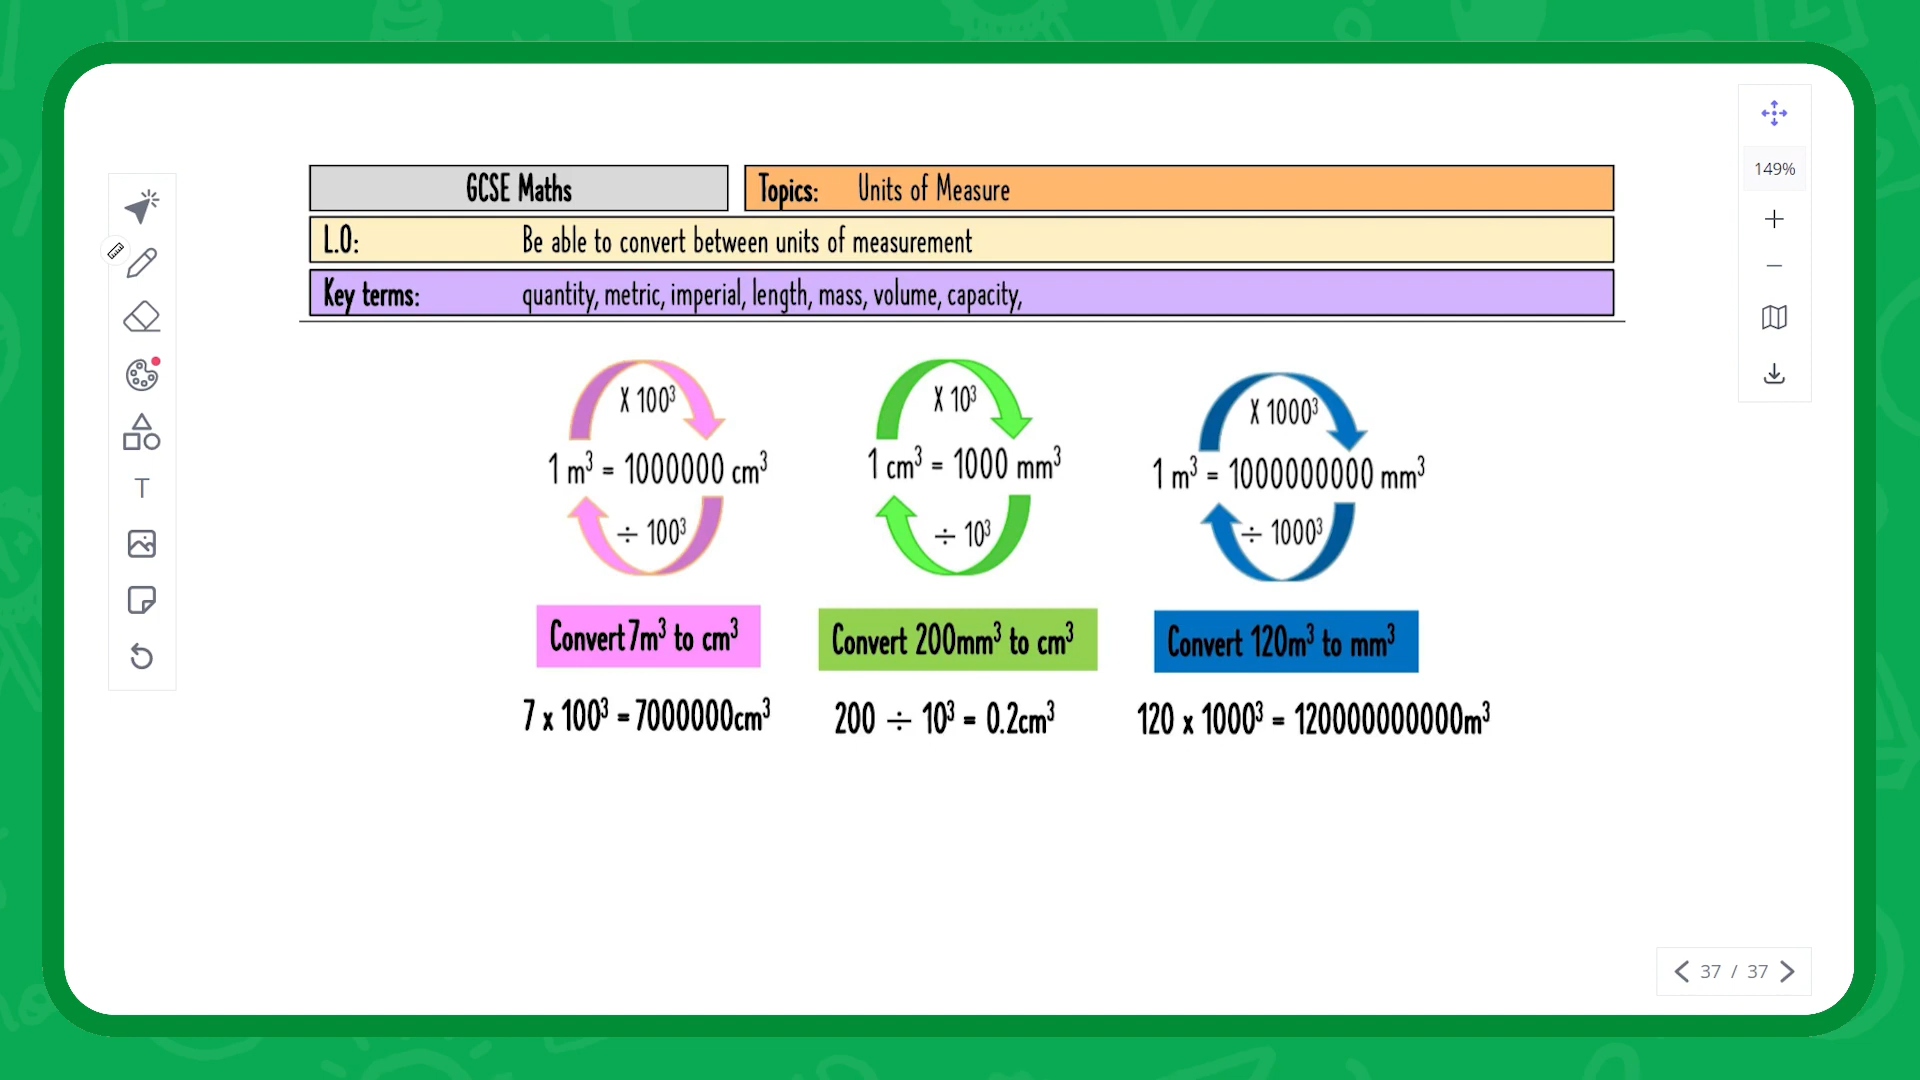 GCSE Maths
Topics: Units of Measure
L.O: Be able to convert between units of measurement
Key terms: quantity, metric, imperial, length, mass, volume, capacity,
149%
X 100³
1 m³ = 1000000 cm³
÷ 100³
X 10³
1 cm³ = 1000 mm³
÷ 10³
X 1000³
1 m³ = 1000000000 mm³
÷ 1000³
Convert 7m³ to cm³
Convert 200mm³ to cm³
Convert 120m³ to mm³
7 x 100³ = 7000000cm³
200 ÷ 10³ = 0.2cm³
120 x 1000³ = 120000000000m³
T
37 / 37